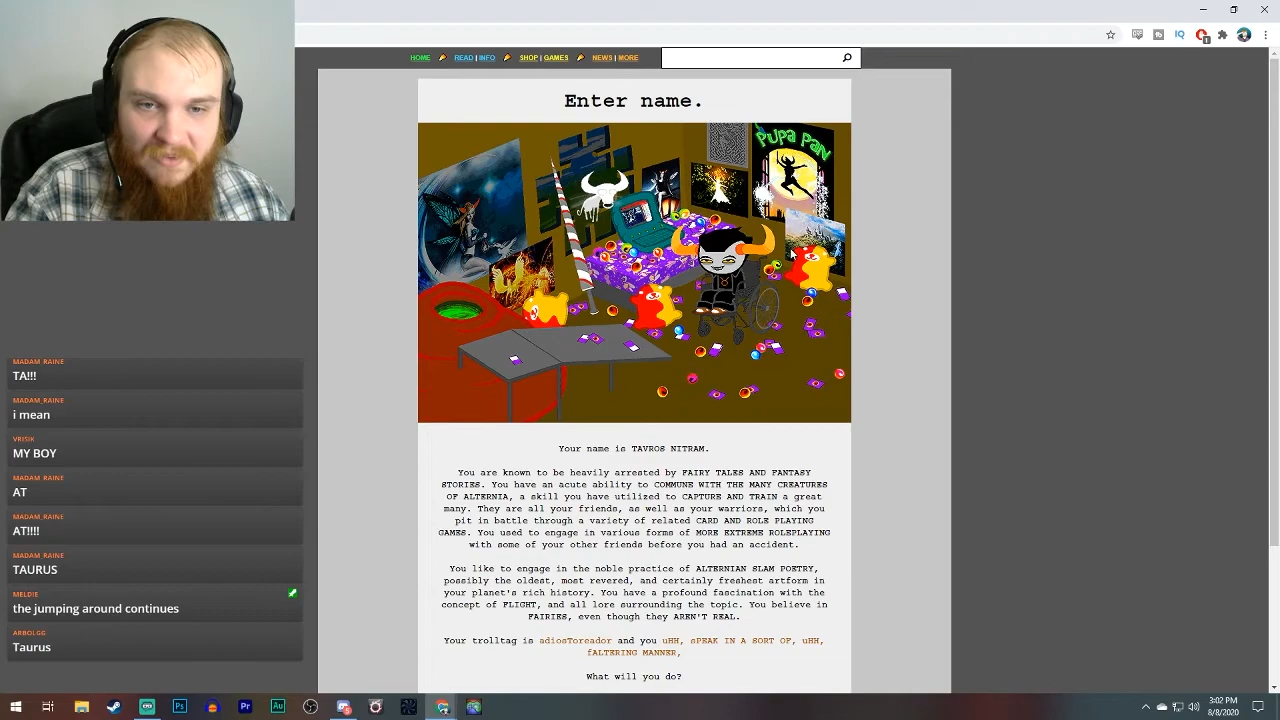 HOME READ | INFO SHOP | GAMES NEWS | MORE
Enter name.
PUPA PAN
Your name is TAVROS NITRAM.
You are known to be heavily arrested by FAIRY TALES AND FANTASY
STORIES. You have an acute ability to COMMUNE WITH THE MANY CREATURES
OF ALTERNIA, a skill you have utilized to CAPTURE AND TRAIN a great
many. They are all your friends, as well as your warriors, which you
pit in battle through a variety of related CARD AND ROLE PLAYING
GAMES. You used to engage in various forms of MORE EXTREME ROLEPLAYING
with some of your other friends before you had an accident.
You like to engage in the noble practice of ALTERNIAN SLAM POETRY,
possibly the oldest, most revered, and certainly freshest artform in
your planet's rich history. You have a profound fascination with the
concept of FLIGHT, and all lore surrounding the topic. You believe in
FAIRIES, even though they AREN'T REAL.
Your trolltag is adiosToreador and you uHH, sPEAK IN A SORT OF, uHH,
fALTERING MANNER,
What will you do?
MADAM_RAINE
TA!!!
MADAM_RAINE
i mean
VRISIK
MY BOY
MADAM_RAINE
AT
MADAM_RAINE
AT!!!!
MADAM_RAINE
TAURUS
MELDIE
the jumping around continues
ARBOLGG
Taurus
IQ
1
Ps
Pr
Au
5
3:02 PM
8/8/2020